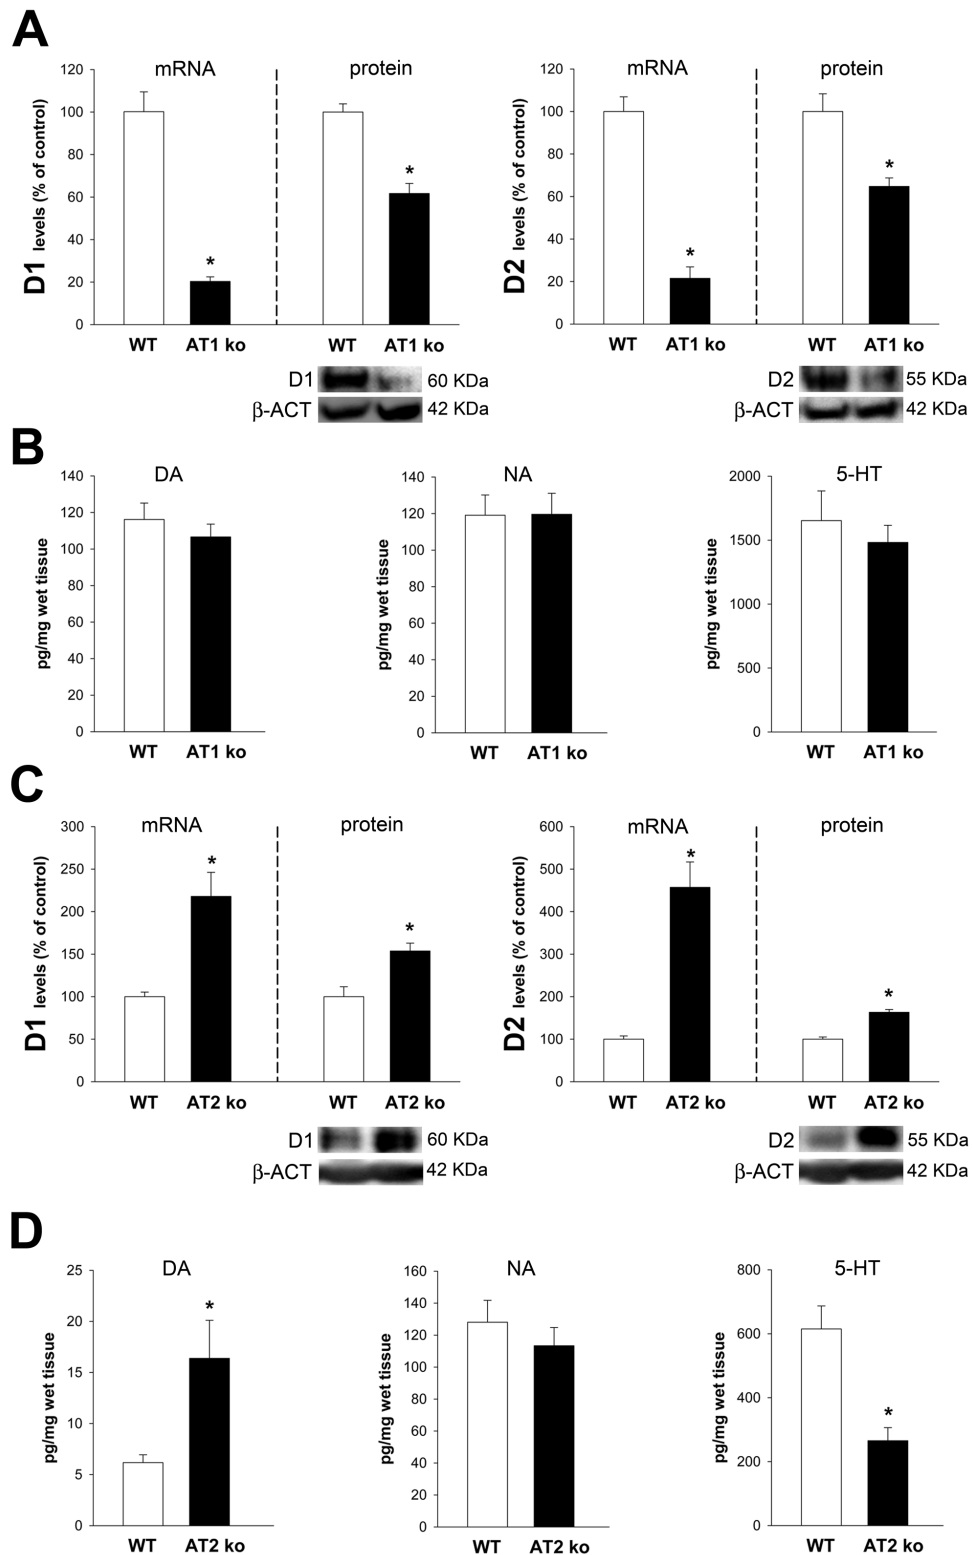 A
mRNA
protein
D1 levels (% of control)
120
100
80
60
40
20
0
*
*
WT
AT1 ko
WT
AT1 ko
D1
60 KDa
β-ACT
42 KDa
mRNA
protein
D2 levels (% of control)
120
100
80
60
40
20
0
*
*
WT
AT1 ko
WT
AT1 ko
D2
55 KDa
β-ACT
42 KDa
B
DA
pg/mg wet tissue
140
120
100
80
60
40
20
0
WT
AT1 ko
NA
pg/mg wet tissue
140
120
100
80
60
40
20
0
WT
AT1 ko
5-HT
pg/mg wet tissue
2000
1500
1000
500
0
WT
AT1 ko
C
mRNA
protein
D1 levels (% of control)
300
250
200
150
100
50
0
*
*
WT
AT2 ko
WT
AT2 ko
D1
60 KDa
β-ACT
42 KDa
mRNA
protein
D2 levels (% of control)
600
500
400
300
200
100
0
*
*
WT
AT2 ko
WT
AT2 ko
D2
55 KDa
β-ACT
42 KDa
D
DA
pg/mg wet tissue
25
20
15
10
5
0
*
WT
AT2 ko
NA
pg/mg wet tissue
160
140
120
100
80
60
40
20
0
WT
AT2 ko
5-HT
pg/mg wet tissue
800
600
400
200
0
*
WT
AT2 ko